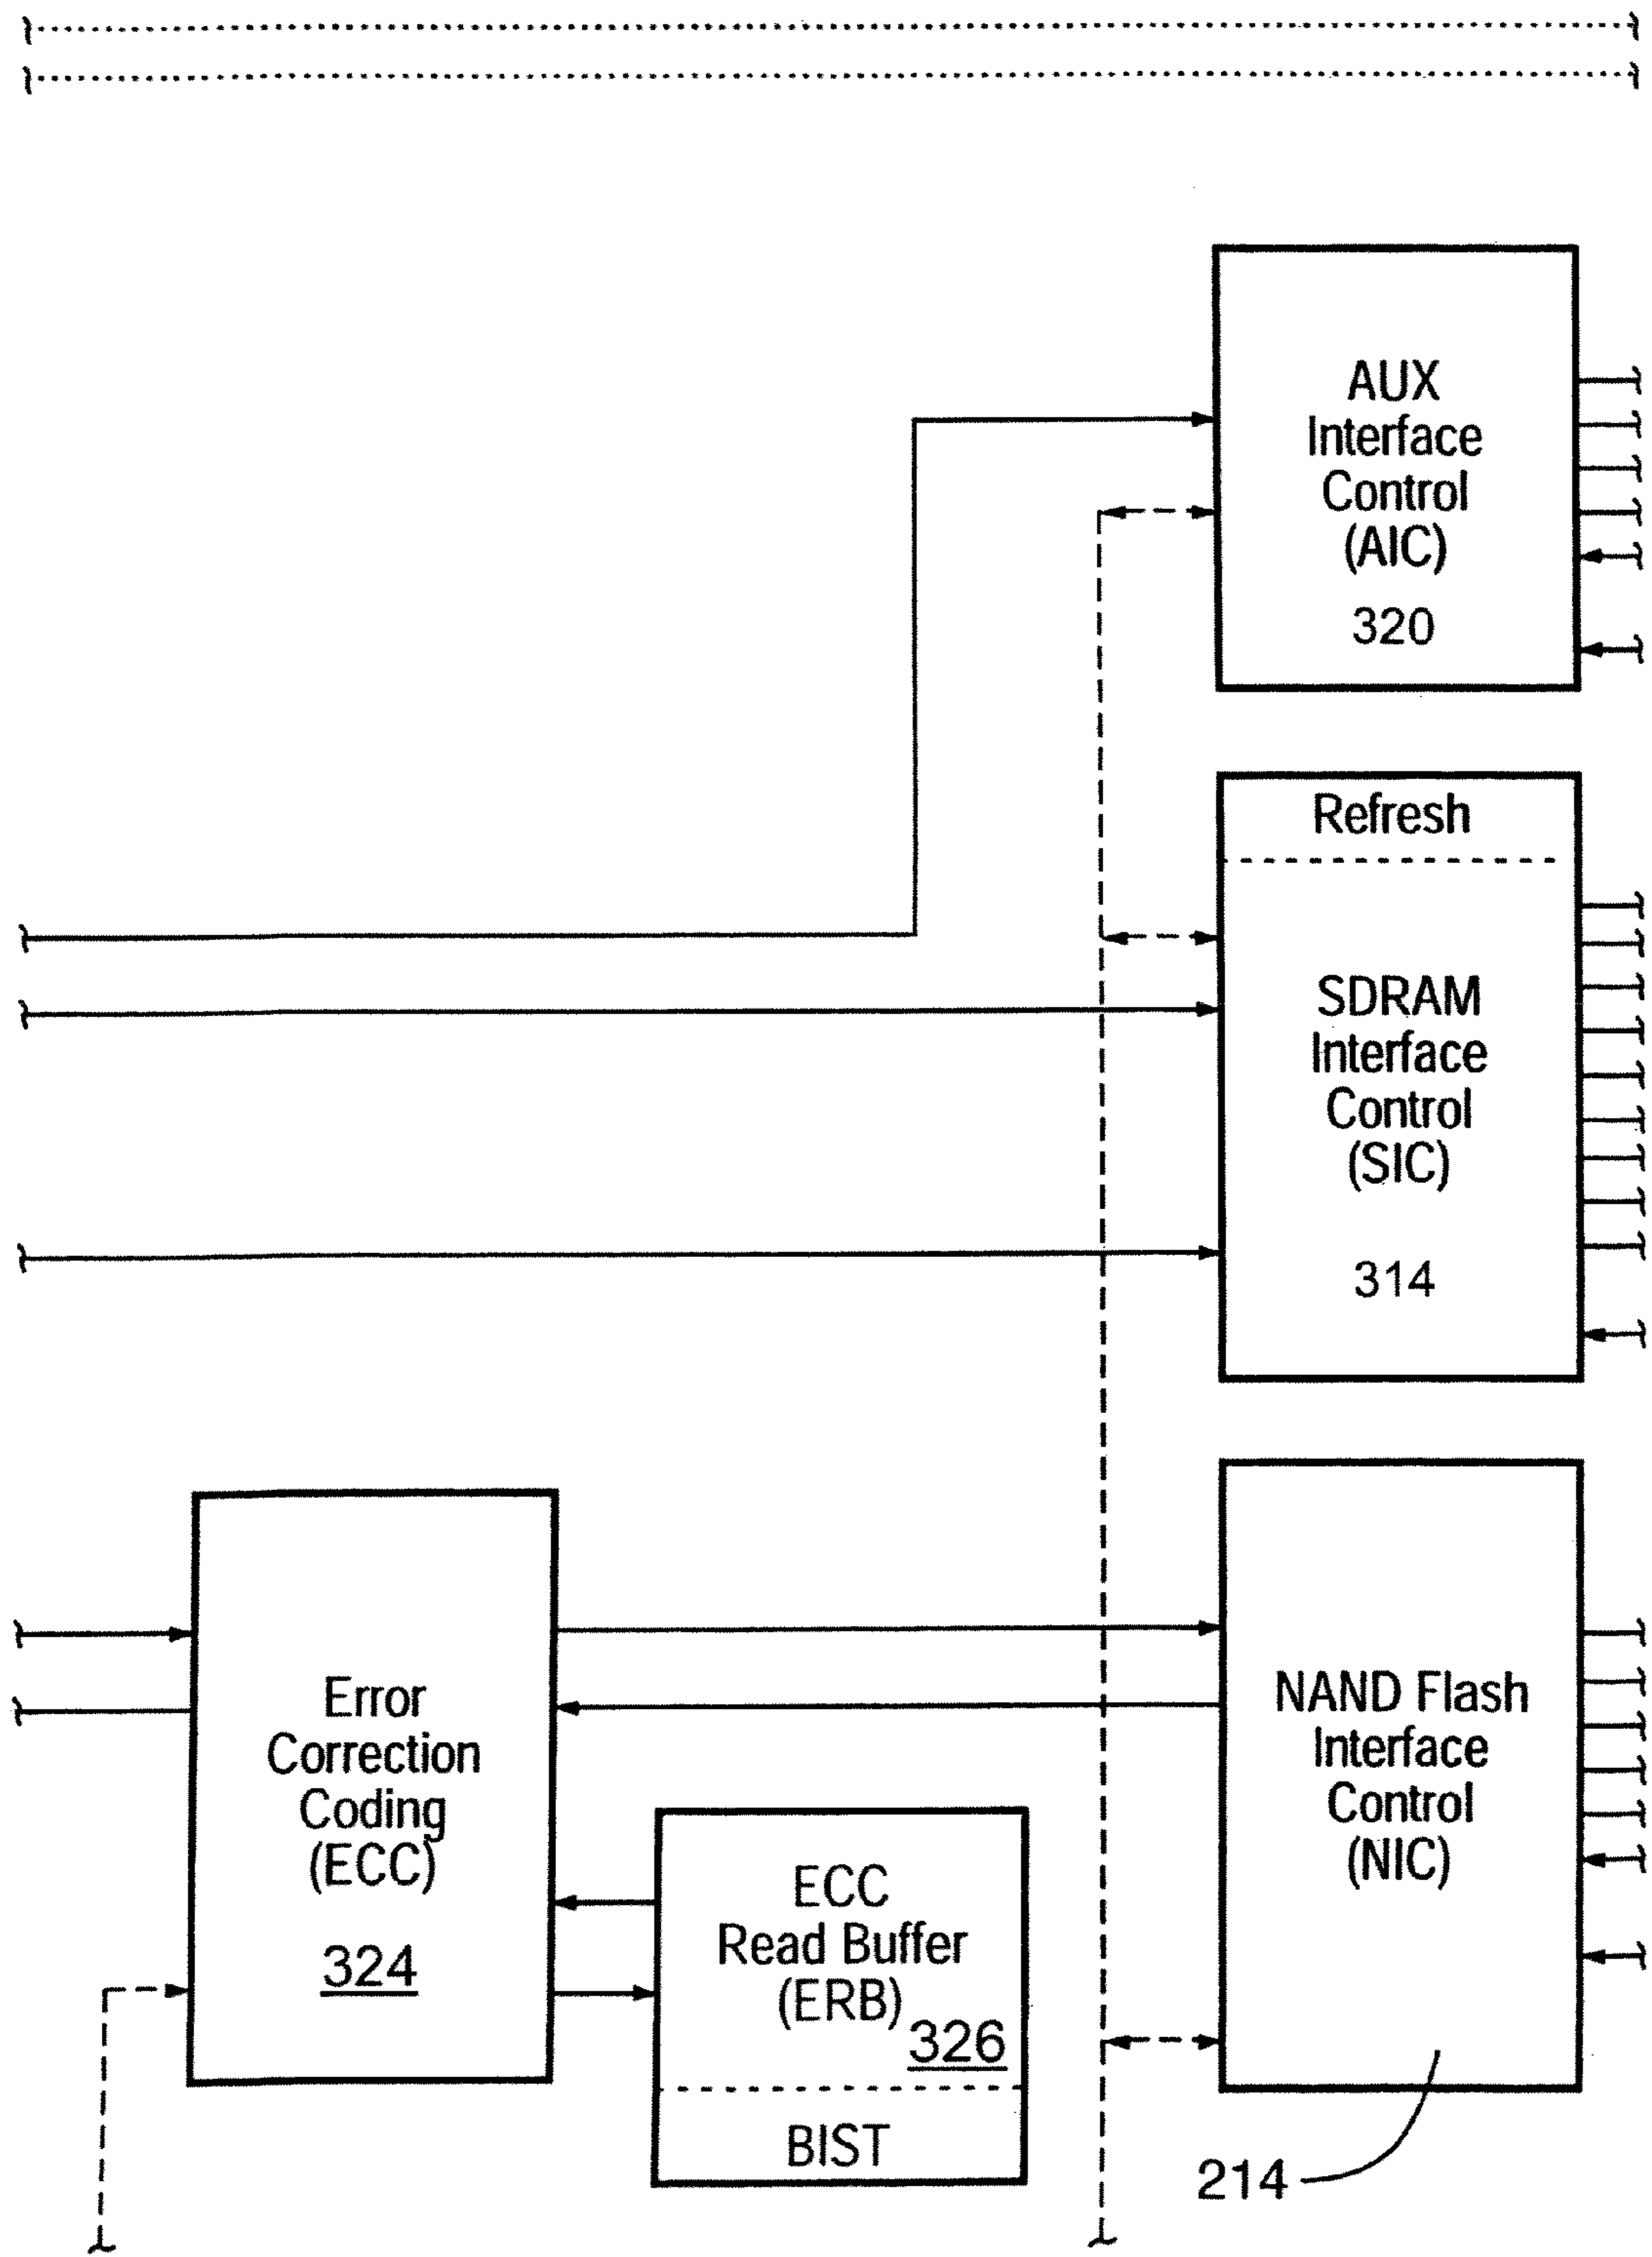 AUX
Interface
Control
(AIC)
320
Refresh
SDRAM
Interface
Control
(SIC)
314
Error
Correction
Coding
(ECC)
324
ECC
Read Buffer
(ERB)
326
BIST
NAND Flash
Interface
Control
(NIC)
214